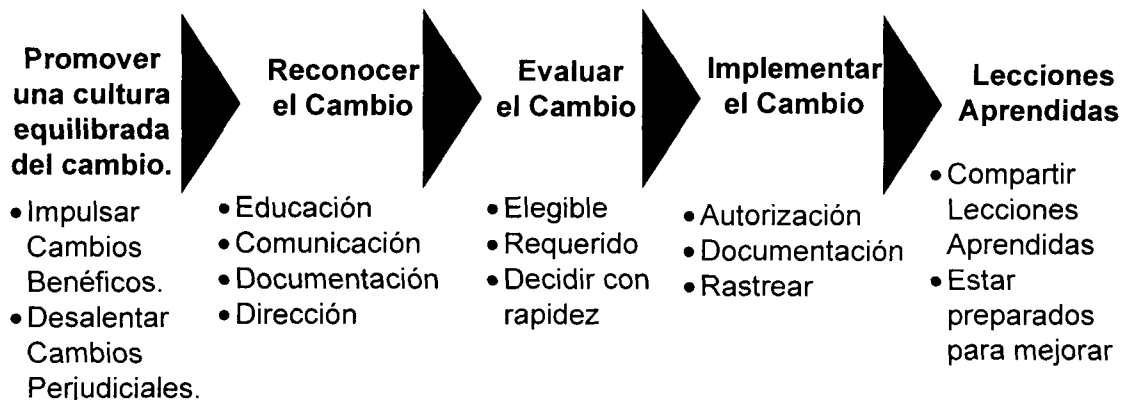 Promover
una cultura
equilibrada
del cambio.
• Impulsar
Cambios
Benéficos.
• Desalentar
Cambios
Perjudiciales.
Reconocer
el Cambio
• Educación
• Comunicación
• Documentación
• Dirección
Evaluar
el Cambio
• Elegible
• Requerido
• Decidir con
rapidez
Implementar
el Cambio
• Autorización
• Documentación
• Rastrear
Lecciones
Aprendidas
• Compartir
Lecciones
Aprendidas
• Estar
preparados
para mejorar